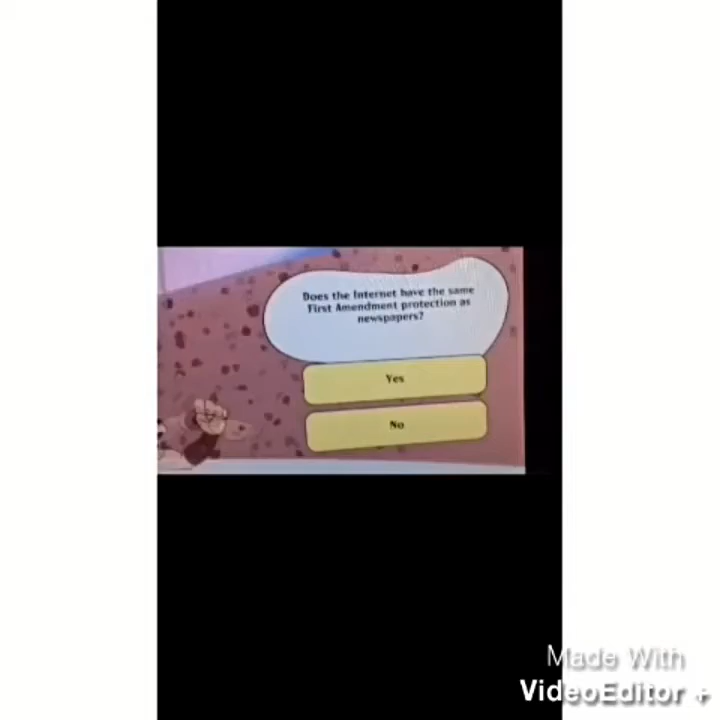 Does the Internet have the same
First Amendment protection as
newspapers?
Yes
No
Made With
VideoEditor +